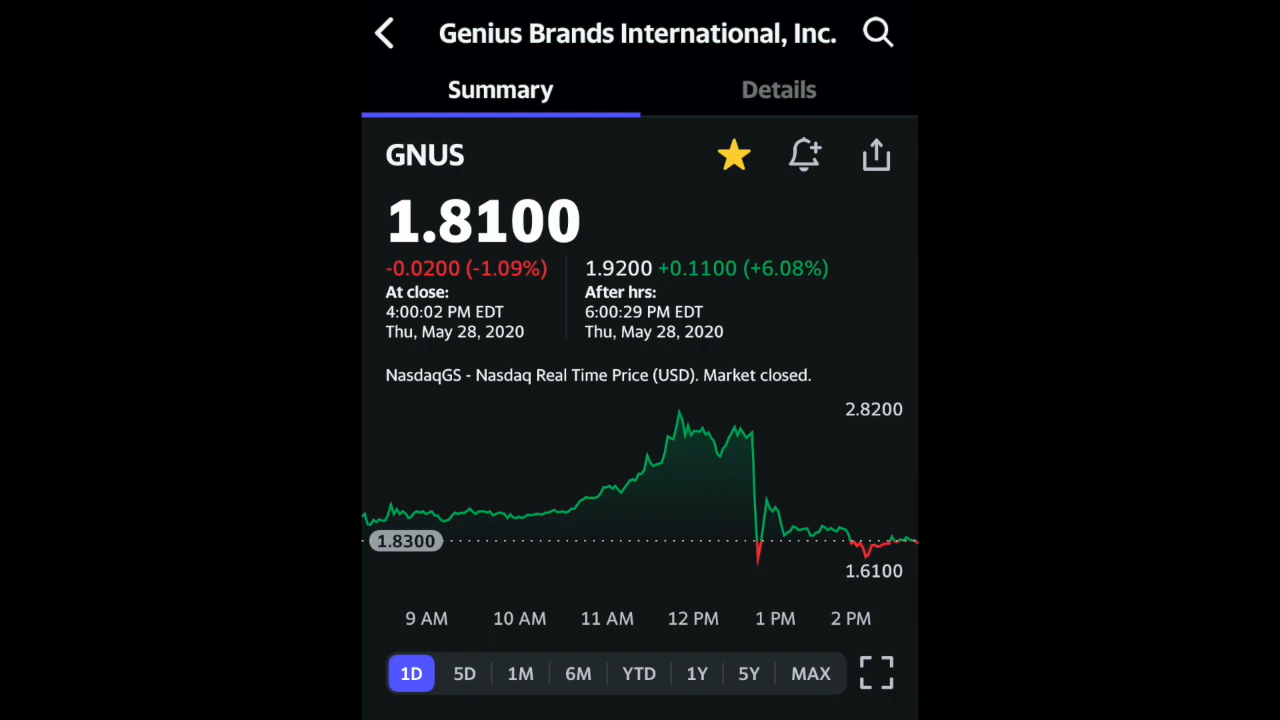 Genius Brands International, Inc.
Summary Details
GNUS
1.8100
-0.0200 (-1.09%) 1.9200 +0.1100 (+6.08%)
At close: After hrs:
4:00:02 PM EDT 6:00:29 PM EDT
Thu, May 28, 2020 Thu, May 28, 2020
NasdaqGS - Nasdaq Real Time Price (USD). Market closed.
2.8200
1.8300
1.6100
9 AM 10 AM 11 AM 12 PM 1 PM 2 PM
1D 5D 1M 6M YTD 1Y 5Y MAX